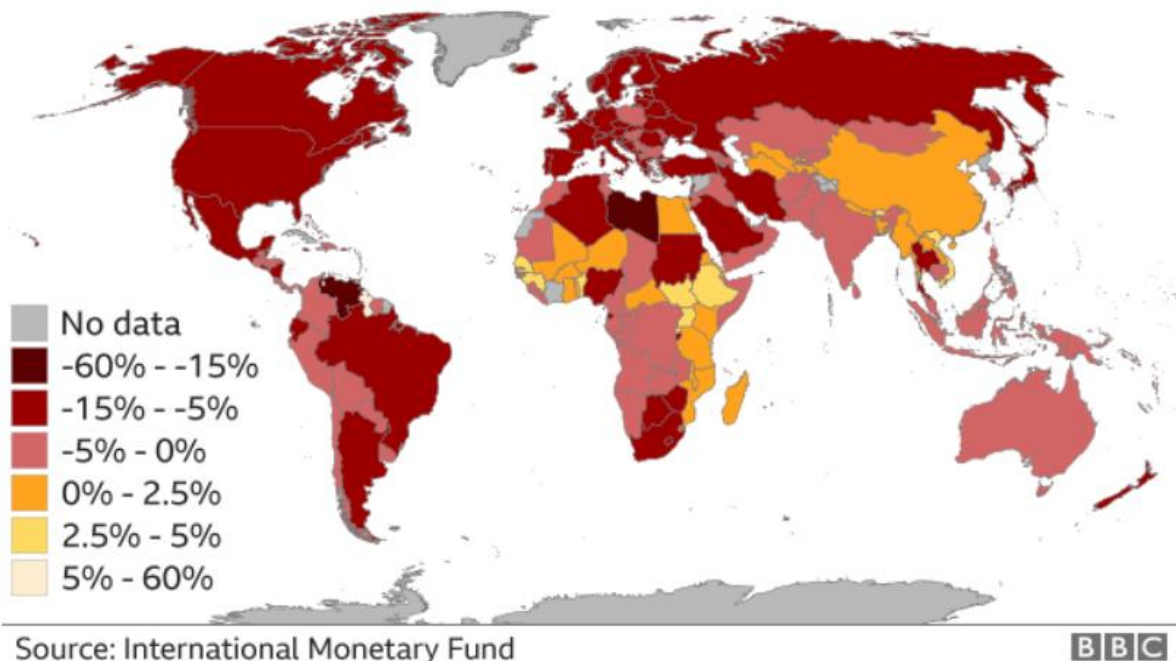 No data
-60% - -15%
-15% - -5%
-5% - 0%
0% - 2.5%
2.5% - 5%
5% - 60%
Source: International Monetary Fund
BBC